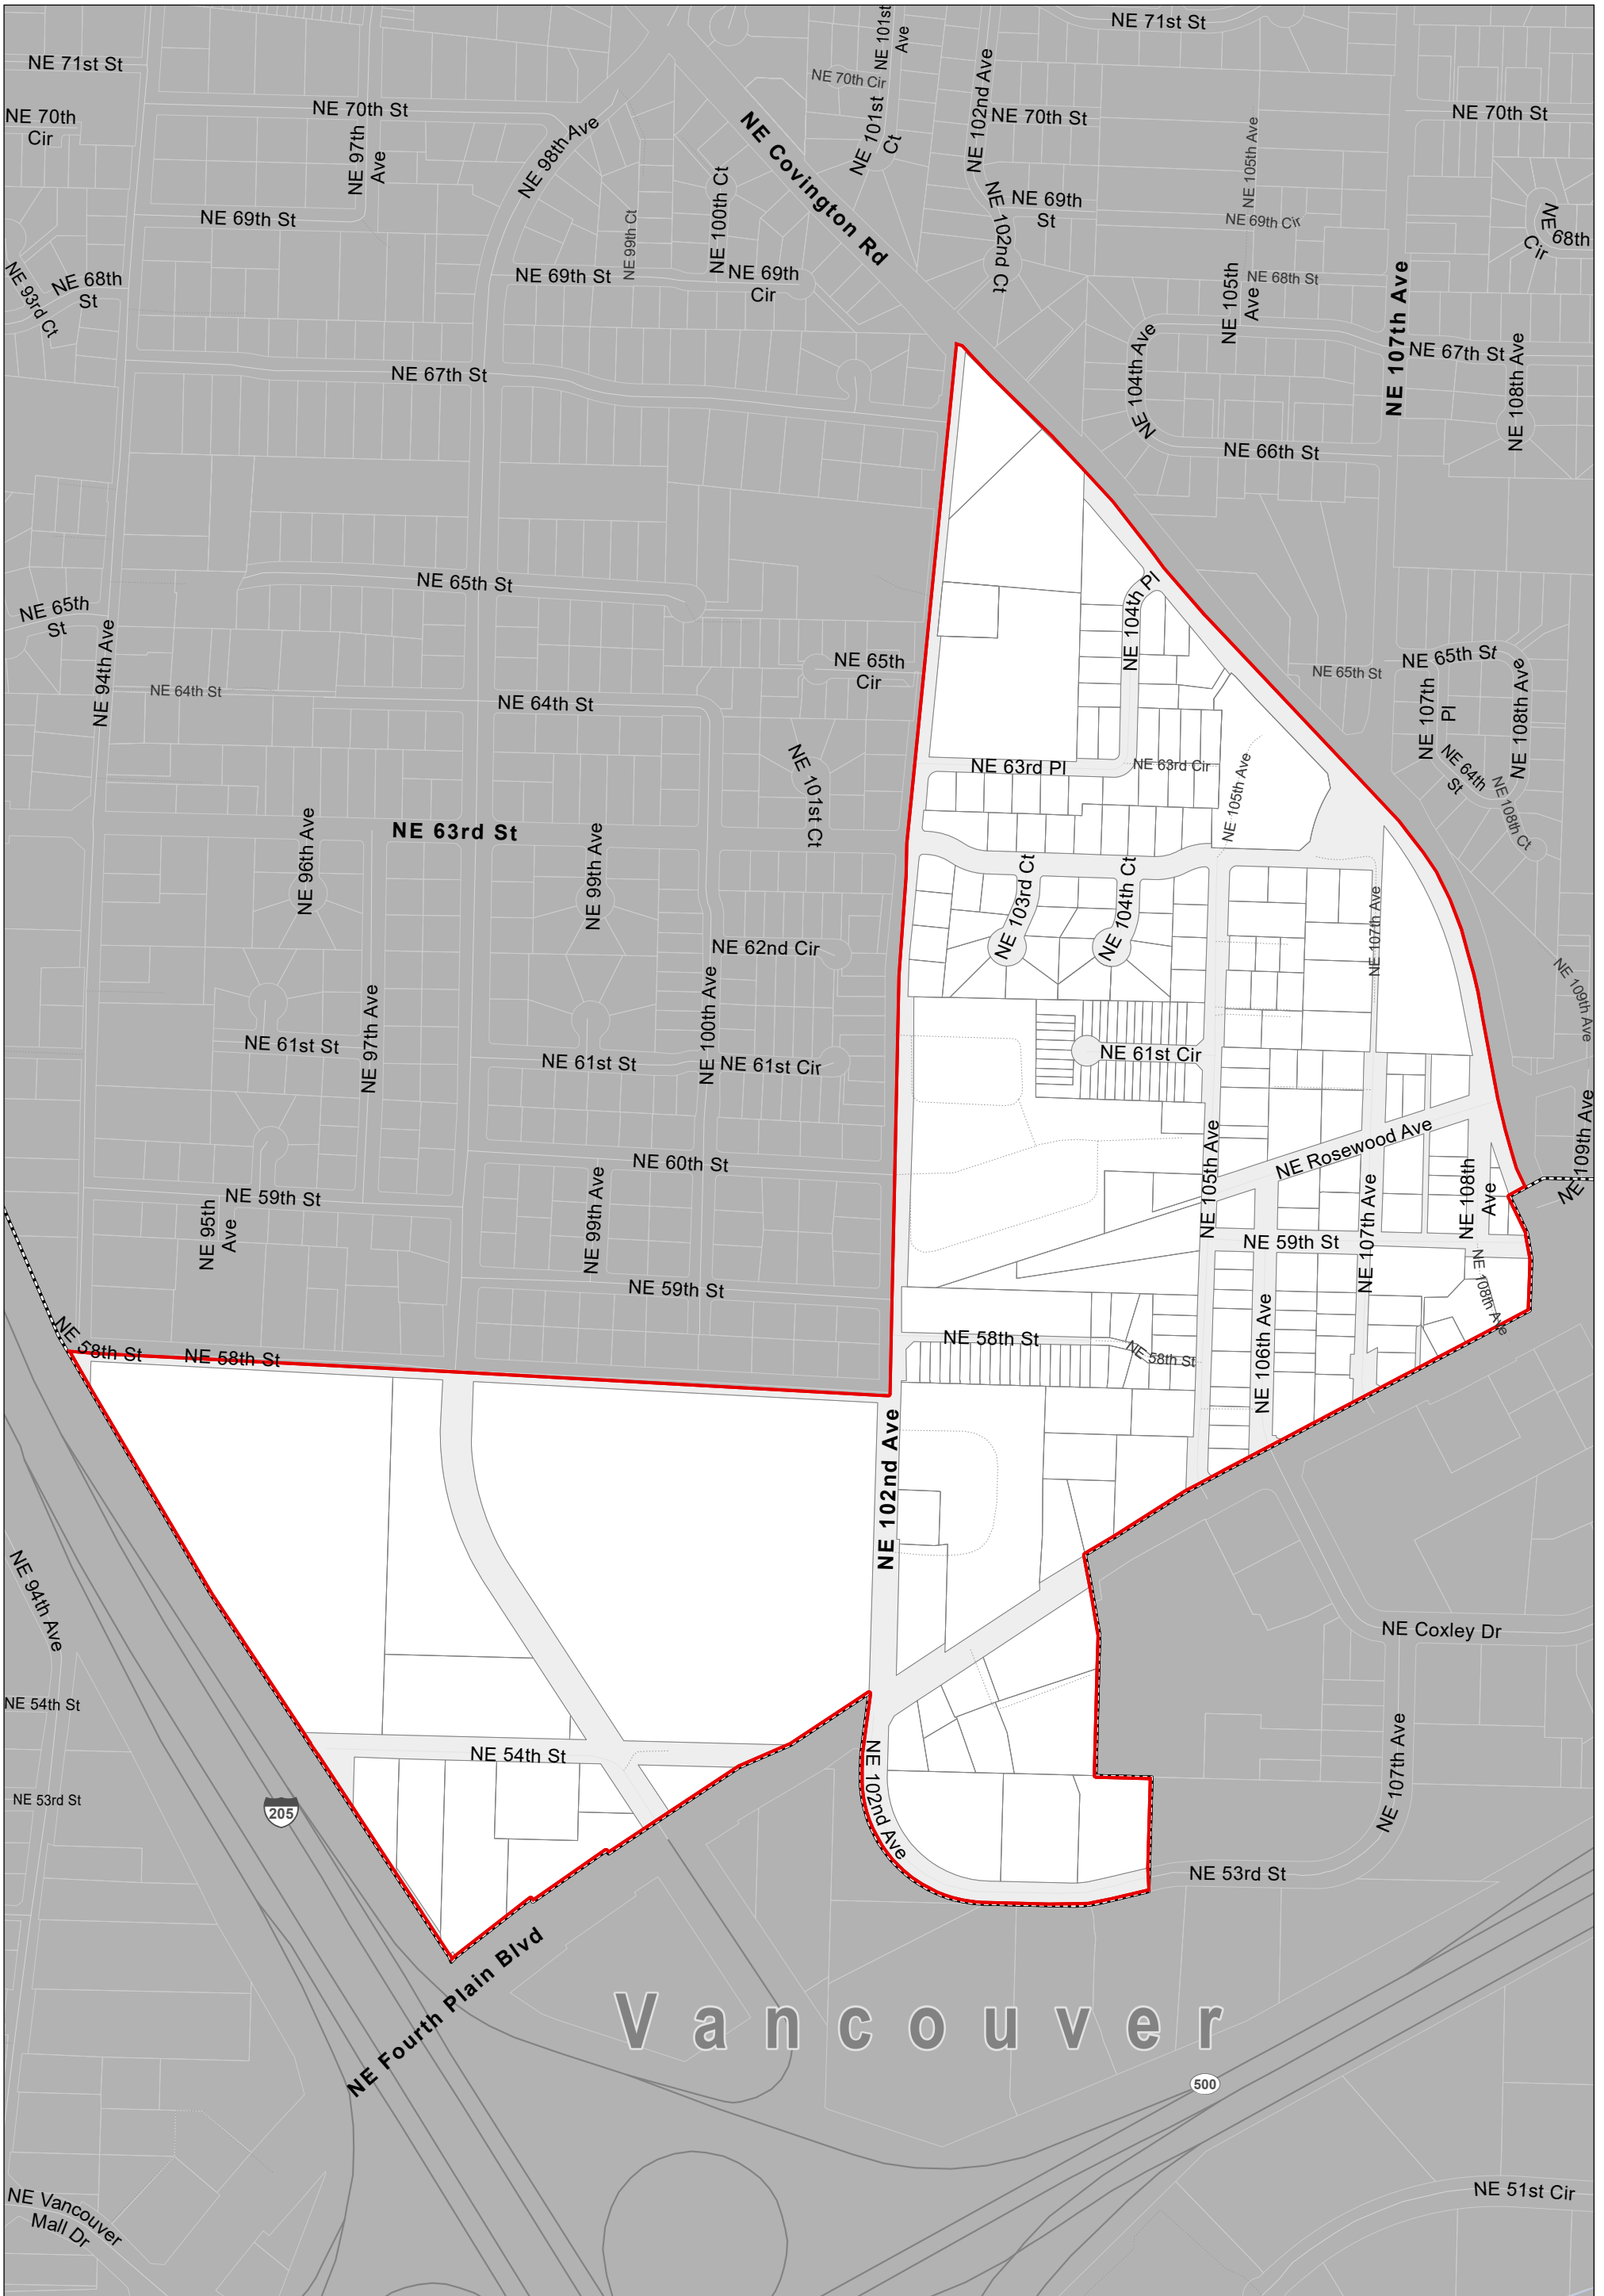 NE 71st St
NE 101st
Ave
NE 71st St
NE 70th Cir
NE 102nd Ave
NE 70th
Cir
NE 70th St
NE 97th
Ave
NE 98th Ave
NE Covington Rd
NE 101st
Ct
NE 70th St
NE 105th Ave
NE 70th St
NE 69th St
NE 99th Ct
NE 100th Ct
NE 102nd Ct
NE 69th
St
NE 69th Cir
NE 68th
Cir
NE 93rd Ct
NE 68th
St
NE 69th St
NE 69th
Cir
NE 105th
Ave
NE 68th St
NE 107th Ave
NE 67th St
NE 104th Ave
NE 67th St
NE 108th Ave
NE 66th St
NE 65th St
NE 65th
St
NE 94th Ave
NE 104th Pl
NE 65th
Cir
NE 65th St
NE 65th St
NE 64th St
NE 64th St
NE 107th
Pl
NE 108th Ave
NE 101st Ct
NE 63rd Pl
NE 63rd Cir
NE 105th Ave
NE 64th
St
NE 108th Ct
NE 96th Ave
NE 63rd St
NE 99th Ave
NE 103rd Ct
NE 104th Ct
NE 107th Ave
NE 62nd Cir
NE 109th Ave
NE 97th Ave
NE 100th Ave
NE 61st St
NE 61st St
NE 61st Cir
NE 61st Cir
NE 105th Ave
NE Rosewood Ave
NE 109th Ave
NE 60th St
NE 59th St
NE 95th
Ave
NE 99th Ave
NE 107th Ave
NE 108th
Ave
NE
NE 59th St
NE 59th St
NE 108th Ave
NE 58th St
NE 58th St
NE 58th St
NE 58th St
NE 106th Ave
NE 102nd Ave
NE 94th Ave
NE Coxley Dr
NE 54th St
NE 54th St
NE 102nd Ave
NE 107th Ave
NE 53rd St
205
NE 53rd St
NE Fourth Plain Blvd
Vancouver
500
NE 51st Cir
NE Vancouver
Mall Dr